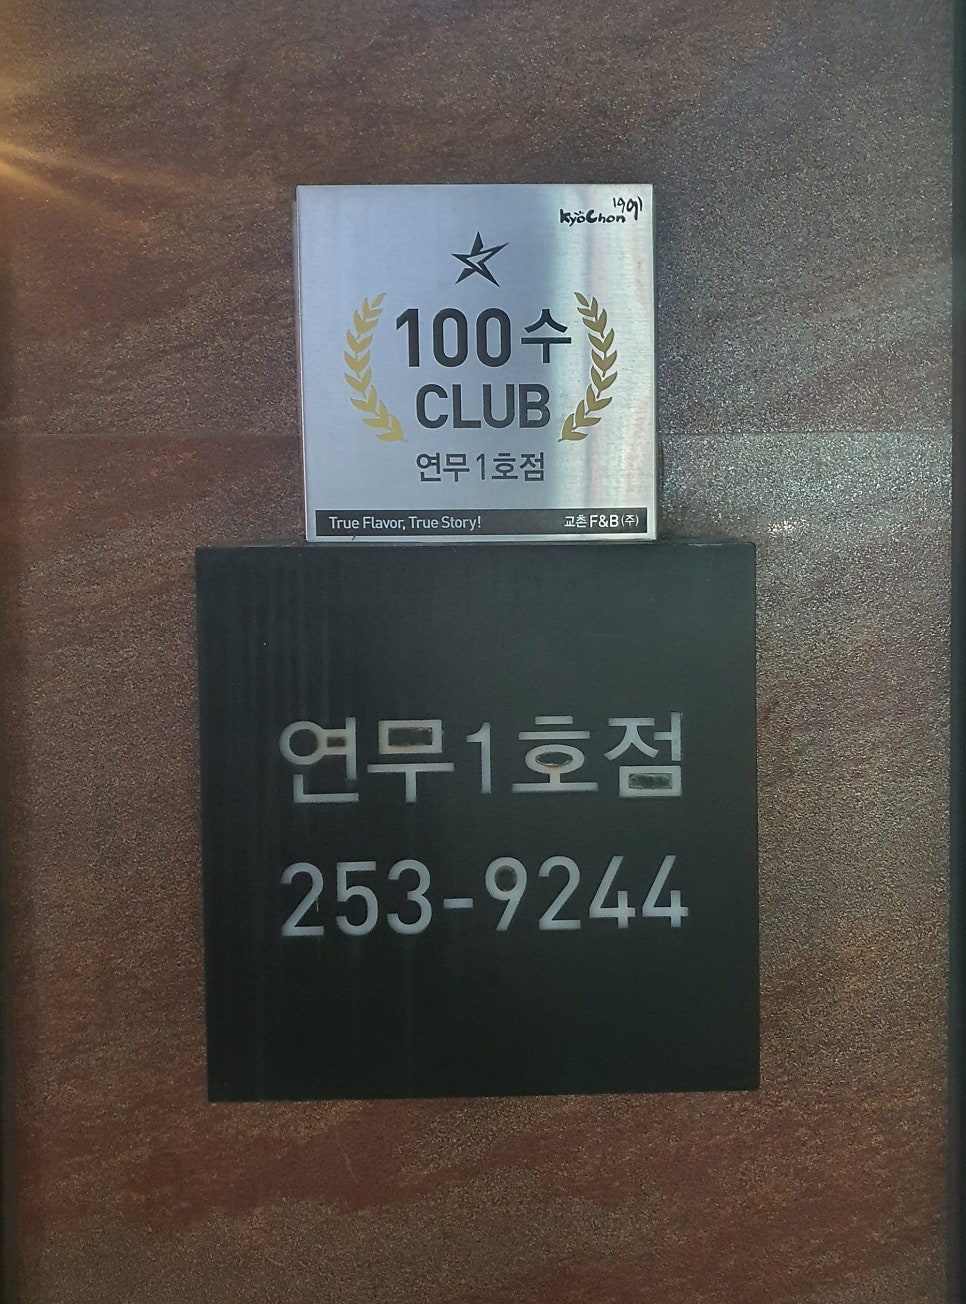 KyoChon 1991
100수
CLUB
연무1호점
True Flavor, True Story!
교촌 F&B(주)
연무1호점
253-9244